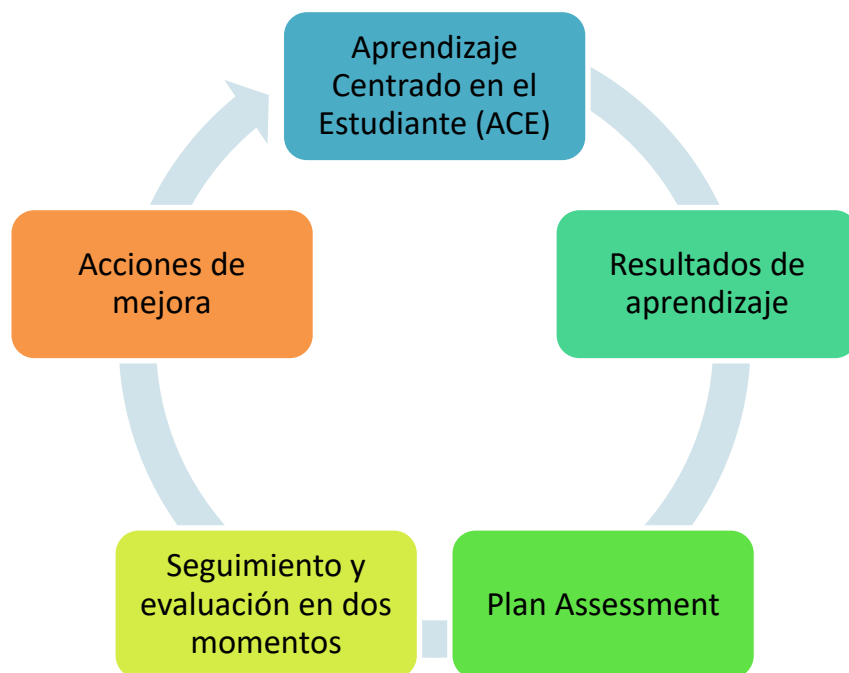 Aprendizaje
Centrado en el
Estudiante (ACE)
Resultados de
aprendizaje
Plan Assessment
Seguimiento y
evaluación en dos
momentos
Acciones de
mejora